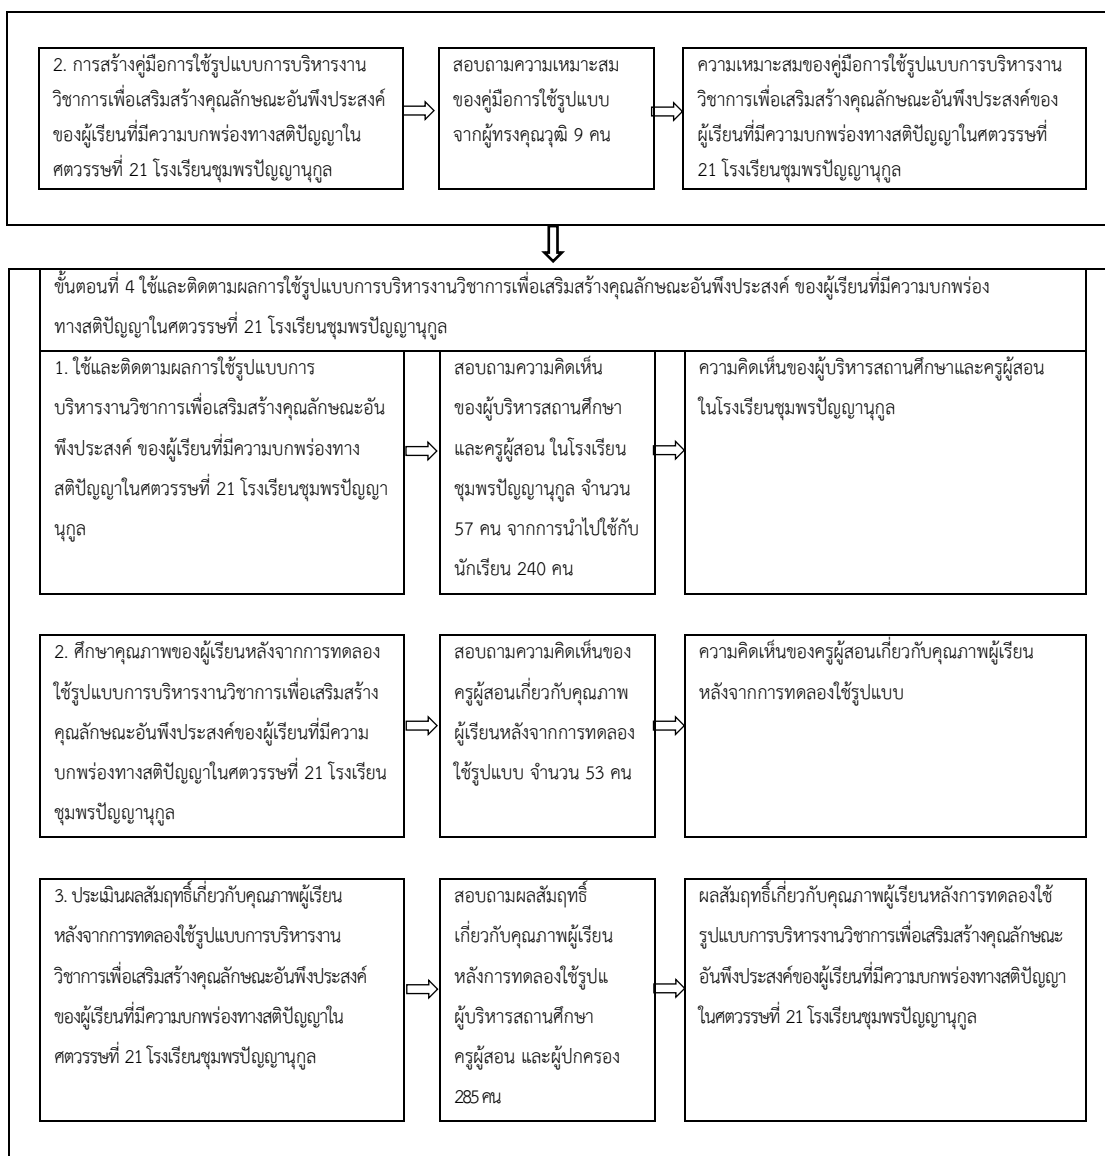 2. การสร้างคู่มือการใช้รูปแบบการบริหารงาน
วิชาการเพื่อเสริมสร้างคุณลักษณะอันพึงประสงค์
ของผู้เรียนที่มีความบกพร่องทางสติปัญญาใน
ศตวรรษที่ 21 โรงเรียนชุมพรปัญญานุกูล
สอบถามความเหมาะสม
ของคู่มือการใช้รูปแบบ
จากผู้ทรงคุณวุฒิ 9 คน
ความเหมาะสมของคู่มือการใช้รูปแบบการบริหารงาน
วิชาการเพื่อเสริมสร้างคุณลักษณะอันพึงประสงค์ของ
ผู้เรียนที่มีความบกพร่องทางสติปัญญาในศตวรรษที่
21 โรงเรียนชุมพรปัญญานุกูล
ขั้นตอนที่ 4 ใช้และติดตามผลการใช้รูปแบบการบริหารงานวิชาการเพื่อเสริมสร้างคุณลักษณะอันพึงประสงค์ ของผู้เรียนที่มีความบกพร่อง
ทางสติปัญญาในศตวรรษที่ 21 โรงเรียนชุมพรปัญญานุกูล
1. ใช้และติดตามผลการใช้รูปแบบการ
บริหารงานวิชาการเพื่อเสริมสร้างคุณลักษณะอัน
พึงประสงค์ ของผู้เรียนที่มีความบกพร่องทาง
สติปัญญาในศตวรรษที่ 21 โรงเรียนชุมพรปัญญา
นุกูล
สอบถามความคิดเห็น
ของผู้บริหารสถานศึกษา
และครูผู้สอน ในโรงเรียน
ชุมพรปัญญานุกูล จำนวน
57 คน จากการนำไปใช้กับ
นักเรียน 240 คน
ความคิดเห็นของผู้บริหารสถานศึกษาและครูผู้สอน
ในโรงเรียนชุมพรปัญญานุกูล
2. ศึกษาคุณภาพของผู้เรียนหลังจากการทดลอง
ใช้รูปแบบการบริหารงานวิชาการเพื่อเสริมสร้าง
คุณลักษณะอันพึงประสงค์ของผู้เรียนที่มีความ
บกพร่องทางสติปัญญาในศตวรรษที่ 21 โรงเรียน
ชุมพรปัญญานุกูล
สอบถามความคิดเห็นของ
ครูผู้สอนเกี่ยวกับคุณภาพ
ผู้เรียนหลังจากการทดลอง
ใช้รูปแบบ จำนวน 53 คน
ความคิดเห็นของครูผู้สอนเกี่ยวกับคุณภาพผู้เรียน
หลังจากการทดลองใช้รูปแบบ
3. ประเมินผลสัมฤทธิ์เกี่ยวกับคุณภาพผู้เรียน
หลังจากการทดลองใช้รูปแบบการบริหารงาน
วิชาการเพื่อเสริมสร้างคุณลักษณะอันพึงประสงค์
ของผู้เรียนที่มีความบกพร่องทางสติปัญญาใน
ศตวรรษที่ 21 โรงเรียนชุมพรปัญญานุกูล
สอบถามผลสัมฤทธิ์
เกี่ยวกับคุณภาพผู้เรียน
หลังการทดลองใช้รูปแ
ผู้บริหารสถานศึกษา
ครูผู้สอน และผู้ปกครอง
285 คน
ผลสัมฤทธิ์เกี่ยวกับคุณภาพผู้เรียนหลังการทดลองใช้
รูปแบบการบริหารงานวิชาการเพื่อเสริมสร้างคุณลักษณะ
อันพึงประสงค์ของผู้เรียนที่มีความบกพร่องทางสติปัญญา
ในศตวรรษที่ 21 โรงเรียนชุมพรปัญญานุกูล